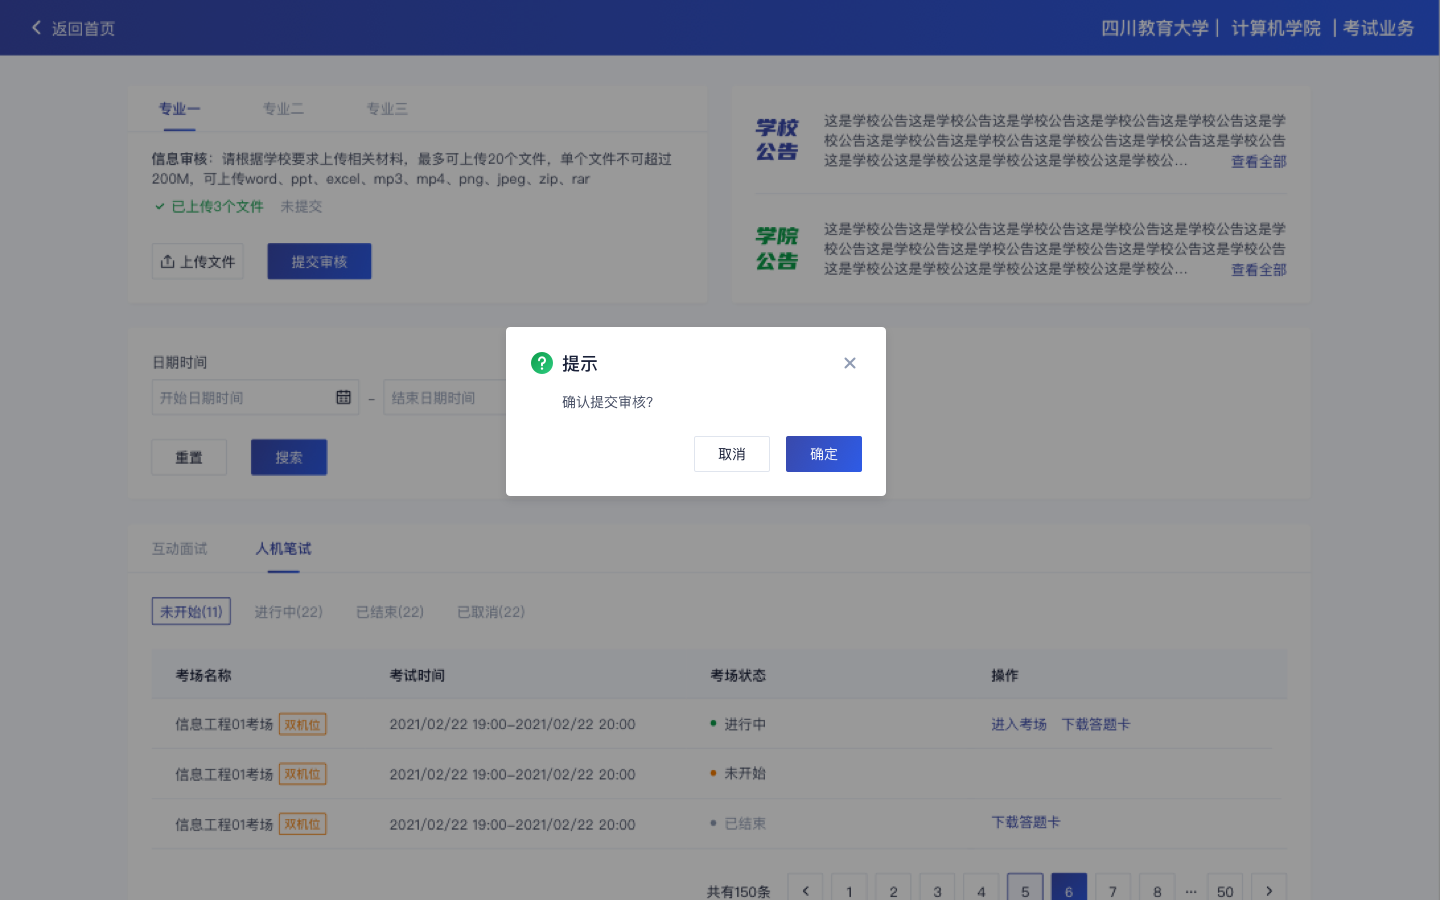 返回首页
四川教育大学 | 计算机学院 | 考试业务
专业一 专业二 专业三
信息审核：请根据学校要求上传相关材料，最多可上传20个文件，单个文件不可超过
200M，可上传word、ppt、excel、mp3、mp4、png、jpeg、zip、rar
已上传3个文件 未提交
上传文件 提交审核
学校
公告
这是学校公告这是学校公告这是学校公告这是学校公告这是学校公告这是学
校公告这是学校公告这是学校公告这是学校公告这是学校公告这是学校公告
这是学校公这是学校公这是学校公这是学校公这是学校公... 查看全部
学院
公告
这是学校公告这是学校公告这是学校公告这是学校公告这是学校公告这是学
校公告这是学校公告这是学校公告这是学校公告这是学校公告这是学校公告
这是学校公这是学校公这是学校公这是学校公这是学校公... 查看全部
日期时间
开始日期时间 – 结束日期时间
重置 搜索
提示
确认提交审核?
取消 确定
互动面试 人机笔试
未开始(11) 进行中(22) 已结束(22) 已取消(22)
考场名称 考试时间 考场状态 操作
信息工程01考场 双机位 2021/02/22 19:00-2021/02/22 20:00 进行中 进入考场 下载答题卡
信息工程01考场 双机位 2021/02/22 19:00-2021/02/22 20:00 未开始
信息工程01考场 双机位 2021/02/22 19:00-2021/02/22 20:00 已结束 下载答题卡
共有150条 1 2 3 4 5 6 7 8 ··· 50